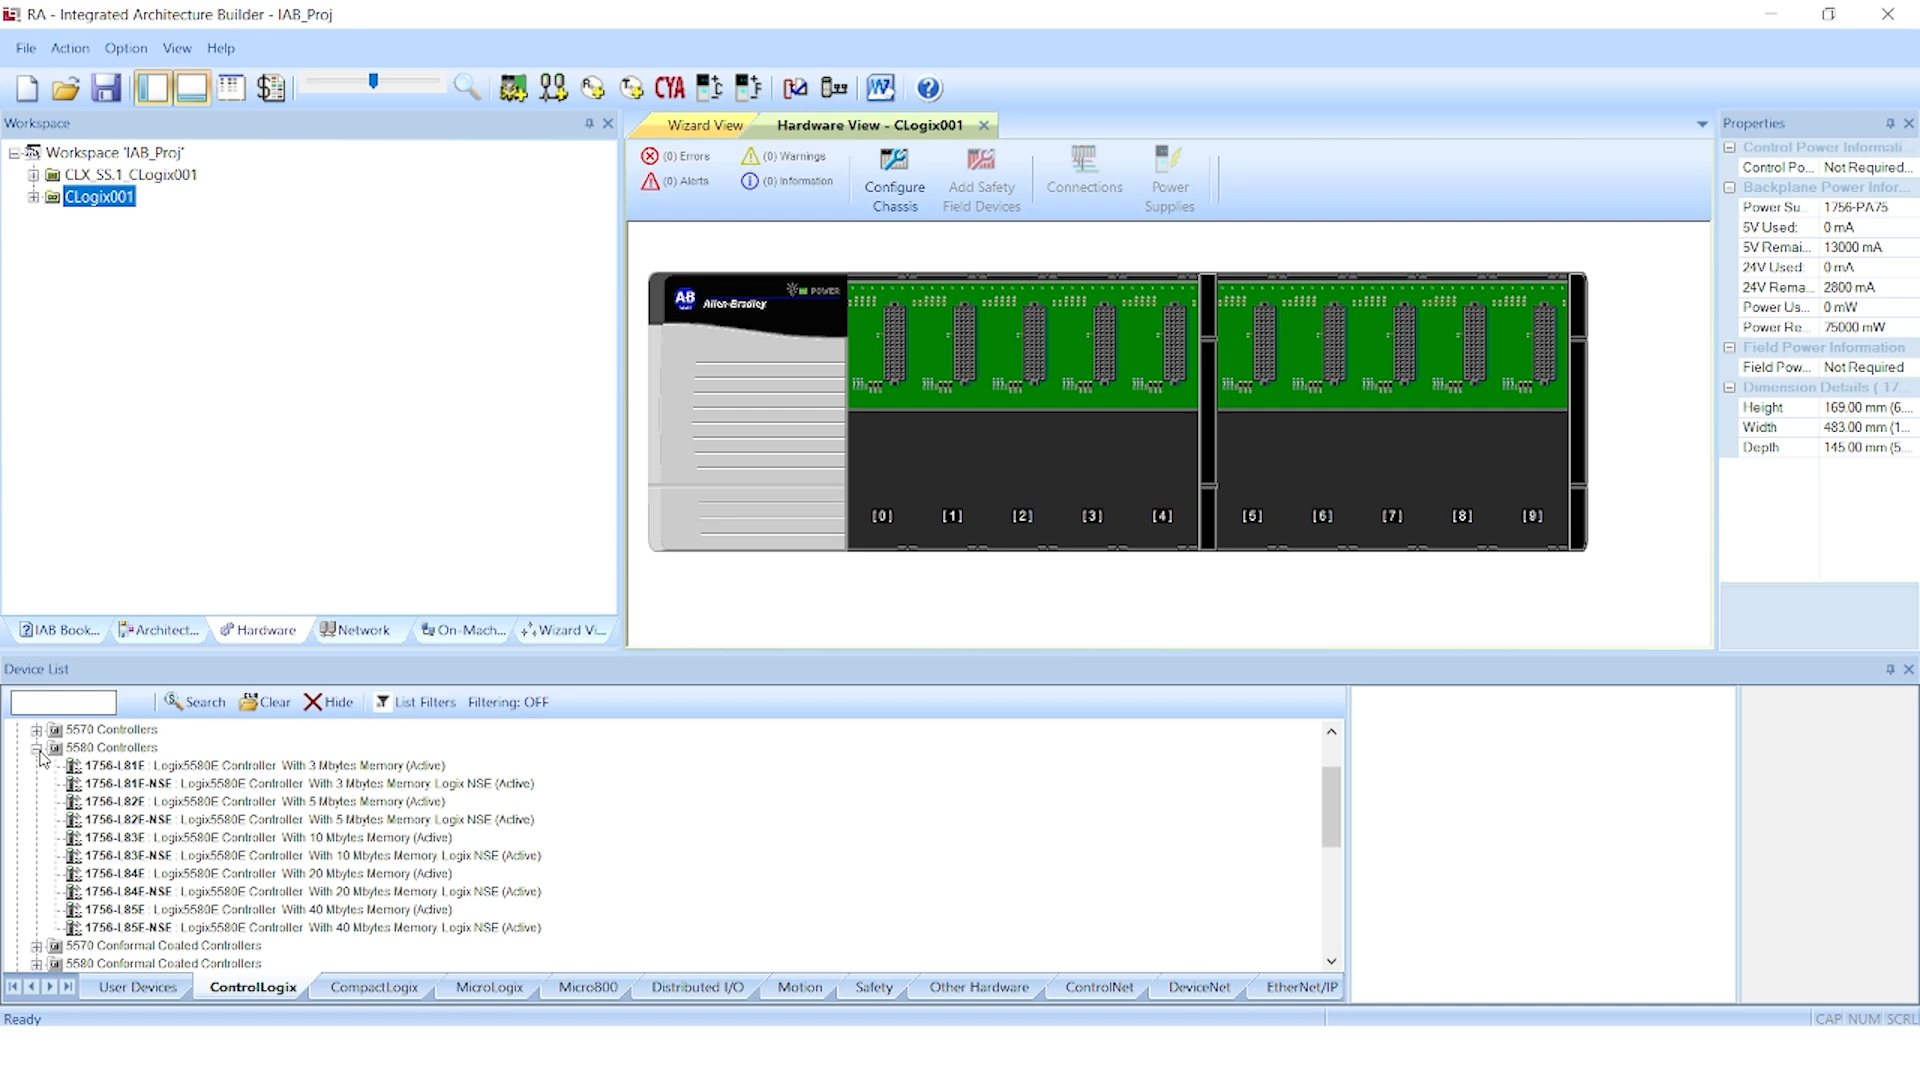 RA - Integrated Architecture Builder - IAB_Proj
File Action Option View Help
CYA
Workspace
Workspace 'IAB_Proj'
CLX_SS.1_CLogix001
CLogix001
IAB Book... Architect... Hardware Network On-Mach... Wizard Vi...
Wizard View Hardware View - CLogix001
(0) Errors (0) Warnings
(0) Alerts (0) Information
Configure Chassis
Add Safety Field Devices
Connections
Power Supplies
AB Allen-Bradley POWER
[0] [1] [2] [3] [4] [5] [6] [7] [8] [9]
Properties
Control Power Informati...
Control Po... Not Required...
Backplane Power Infor...
Power Su... 1756-PA75
5V Used: 0 mA
5V Remai... 13000 mA
24V Used: 0 mA
24V Rema... 2800 mA
Power Us... 0 mW
Power Re... 75000 mW
Field Power Information
Field Pow... Not Required
Dimension Details ( 17...
Height 169.00 mm (6....
Width 483.00 mm (1...
Depth 145.00 mm (5....
Device List
Search Clear Hide List Filters Filtering: OFF
5570 Controllers
5580 Controllers
1756-L81E : Logix5580E Controller With 3 Mbytes Memory (Active)
1756-L81E-NSE : Logix5580E Controller With 3 Mbytes Memory Logix NSE (Active)
1756-L82E : Logix5580E Controller With 5 Mbytes Memory (Active)
1756-L82E-NSE : Logix5580E Controller With 5 Mbytes Memory Logix NSE (Active)
1756-L83E : Logix5580E Controller With 10 Mbytes Memory (Active)
1756-L83E-NSE : Logix5580E Controller With 10 Mbytes Memory Logix NSE (Active)
1756-L84E : Logix5580E Controller With 20 Mbytes Memory (Active)
1756-L84E-NSE : Logix5580E Controller With 20 Mbytes Memory Logix NSE (Active)
1756-L85E : Logix5580E Controller With 40 Mbytes Memory (Active)
1756-L85E-NSE : Logix5580E Controller With 40 Mbytes Memory Logix NSE (Active)
5570 Conformal Coated Controllers
5580 Conformal Coated Controllers
User Devices ControlLogix CompactLogix MicroLogix Micro800 Distributed I/O Motion Safety Other Hardware ControlNet DeviceNet EtherNet/IP
Ready
CAP NUM SCRL